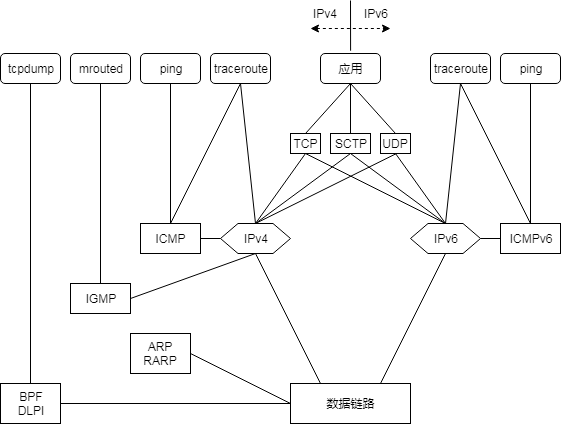 IPv4 IPv6
tcpdump mrouted ping traceroute 应用 traceroute ping
TCP SCTP UDP
ICMP IPv4 IPv6 ICMPv6
IGMP
ARP
RARP
BPF
DLPI
数据链路